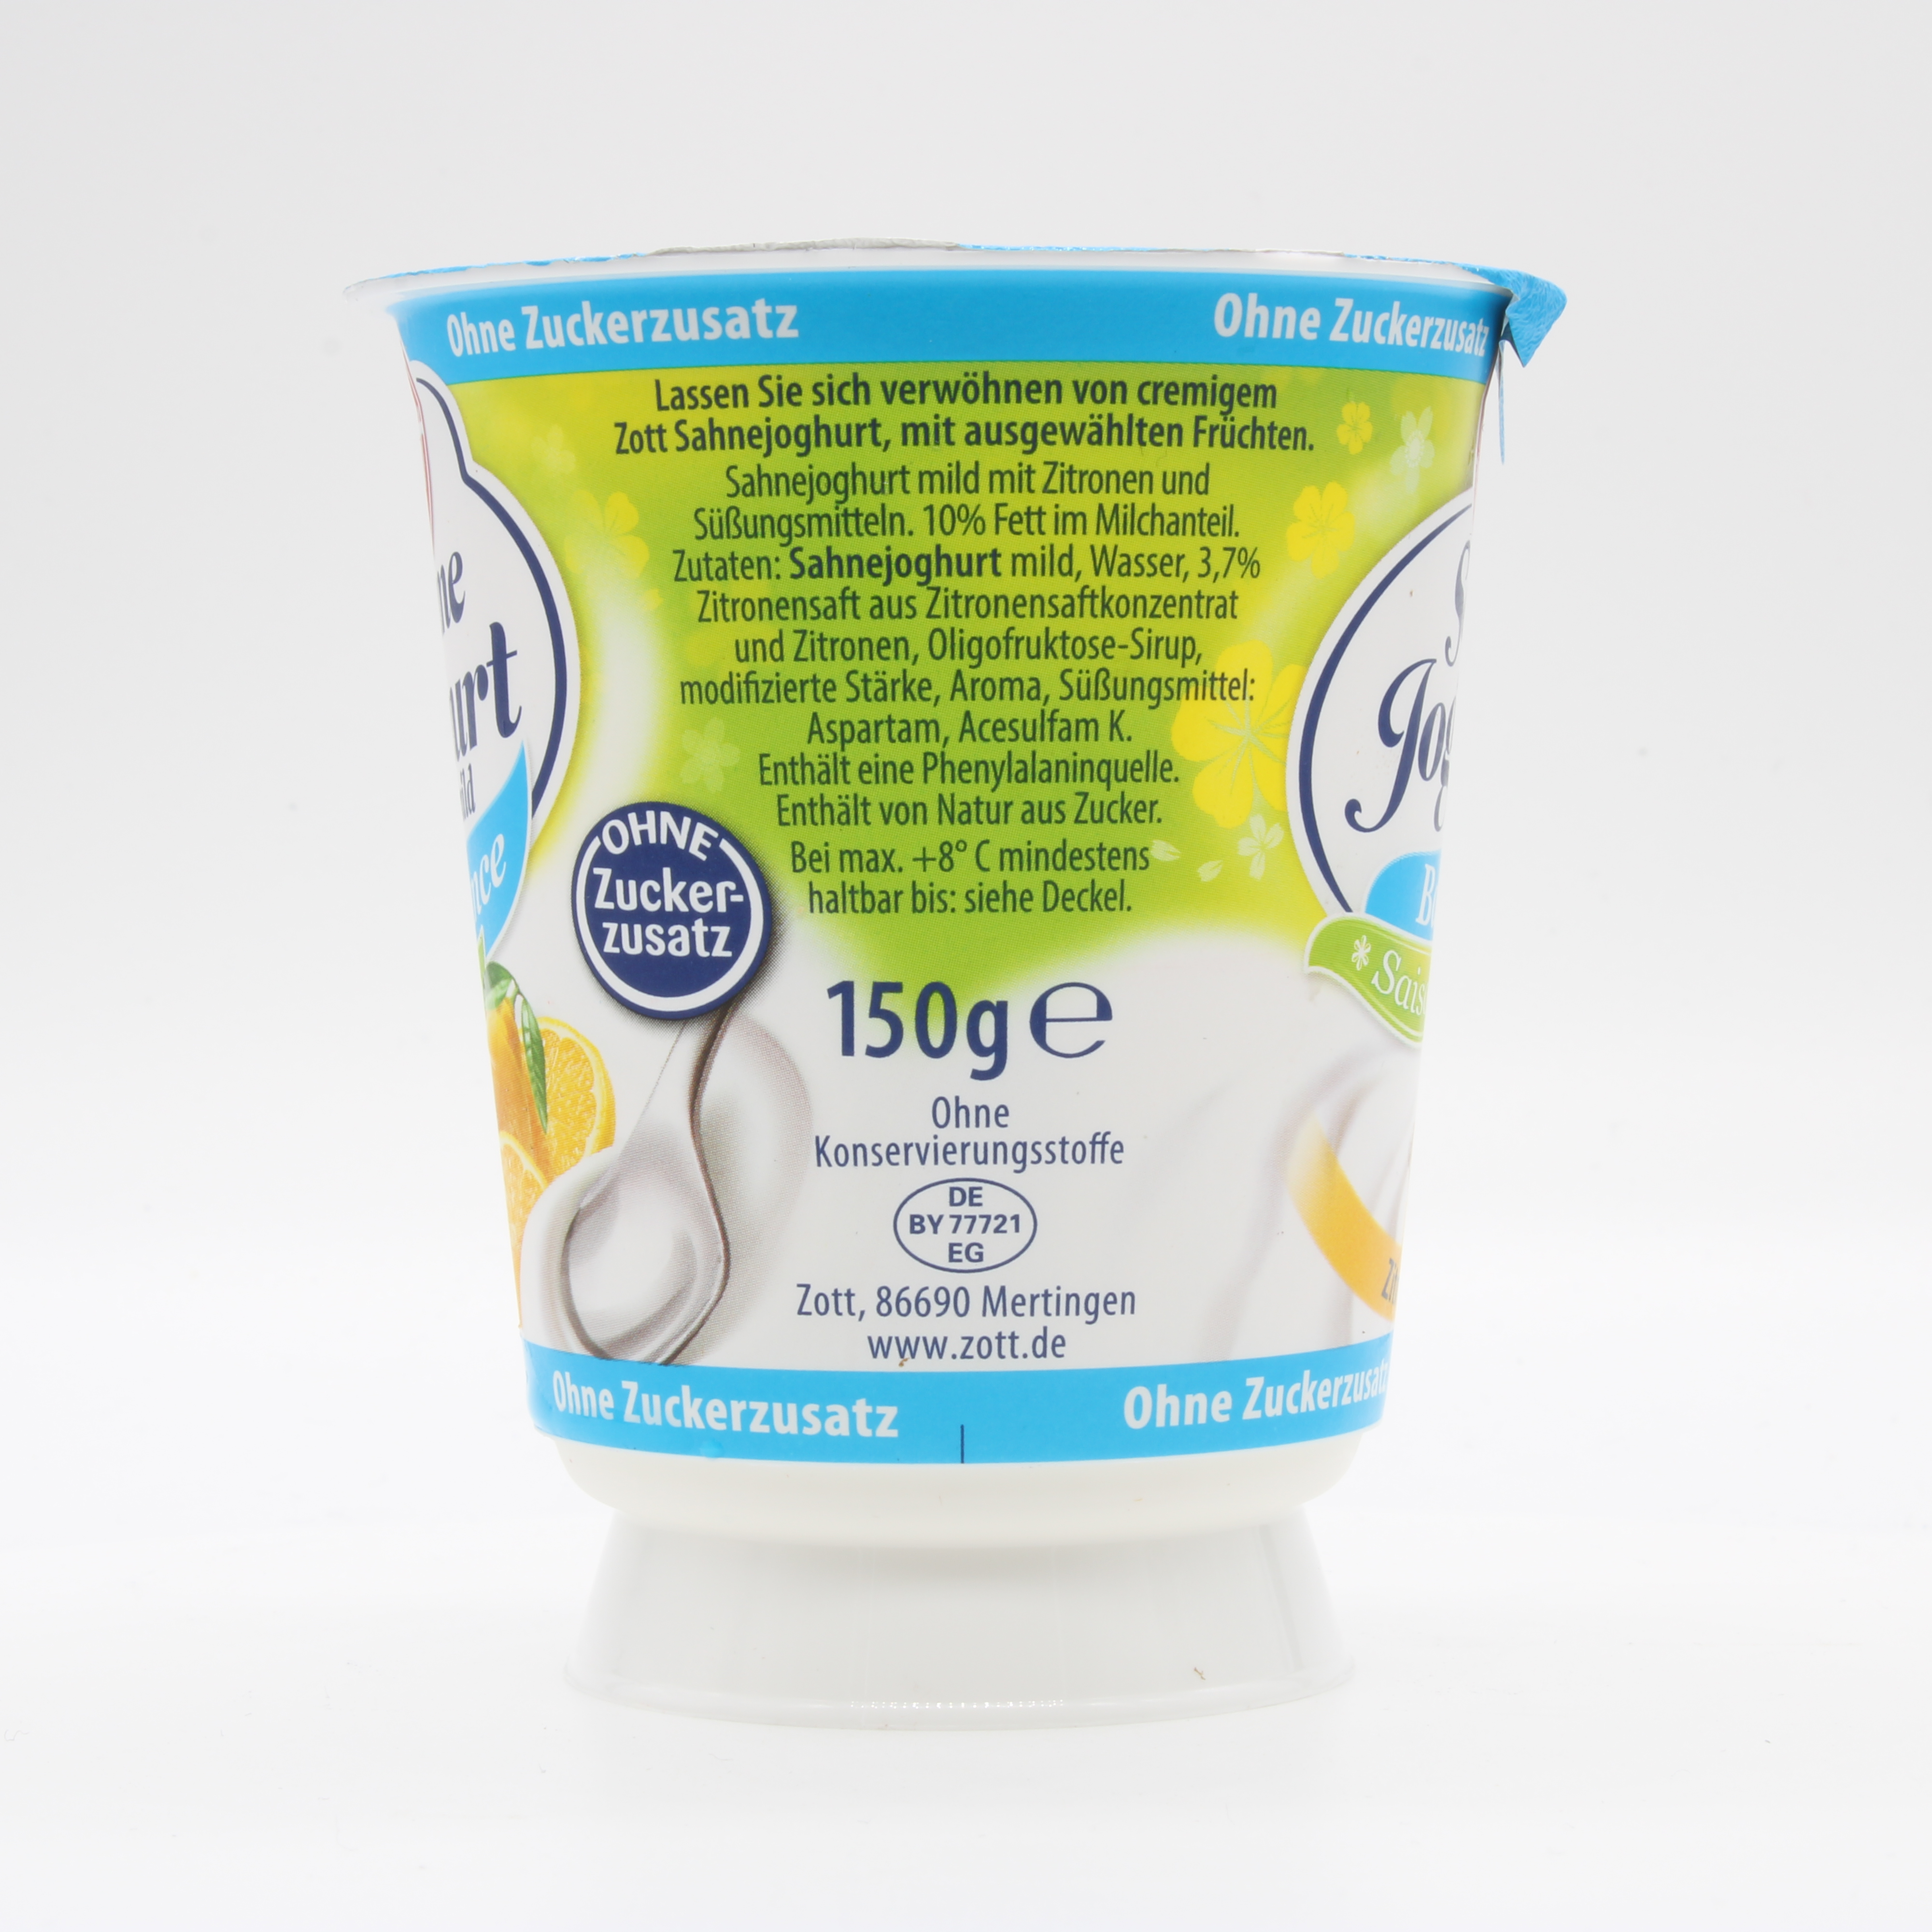 Ohne Zuckerzusatz
Ohne Zuckerzusatz
Lassen Sie sich verwöhnen von cremigem
Zott Sahnejoghurt, mit ausgewählten Früchten.
Sahnejoghurt mild mit Zitronen und
Süßungsmitteln. 10% Fett im Milchanteil.
Zutaten: Sahnejoghurt mild, Wasser, 3,7%
Zitronensaft aus Zitronensaftkonzentrat
und Zitronen, Oligofruktose-Sirup,
modifizierte Stärke, Aroma, Süßungsmittel:
Aspartam, Acesulfam K.
Enthält eine Phenylalaninquelle.
Enthält von Natur aus Zucker.
Bei max. +8° C mindestens
haltbar bis: siehe Deckel.
OHNE
Zucker-
zusatz
150g e
Ohne
Konservierungsstoffe
DE
BY 77721
EG
Zott, 86690 Mertingen
www.zott.de
Ohne Zuckerzusatz
Ohne Zuckerzusatz